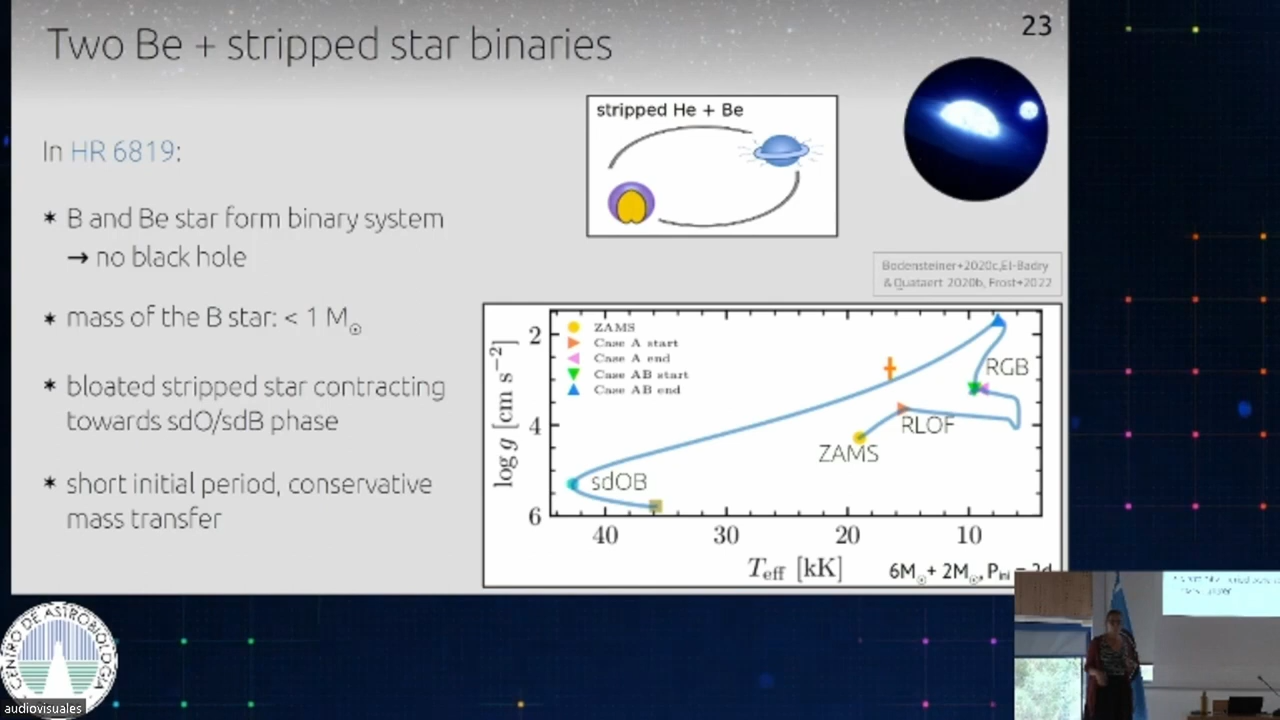 Two Be + stripped star binaries
23
In HR 6819:
✶ B and Be star form binary system
→ no black hole
✶ mass of the B star: < 1 M☉
✶ bloated stripped star contracting
towards sdO/sdB phase
✶ short initial period, conservative
mass transfer
stripped He + Be
Bodensteiner+2020c,El-Badry
& Quataert 2020b, Frost+2022
ZAMS
Case A start
Case A end
Case AB start
Case AB end
RGB
RLOF
ZAMS
sdOB
log g [cm s⁻²]
2
4
6
40 30 20 10
Teff [kK]
6M☉+ 2M☉, Pini = 2d
CENTRO DE ASTROBIOLOGÍA
audiovisuales